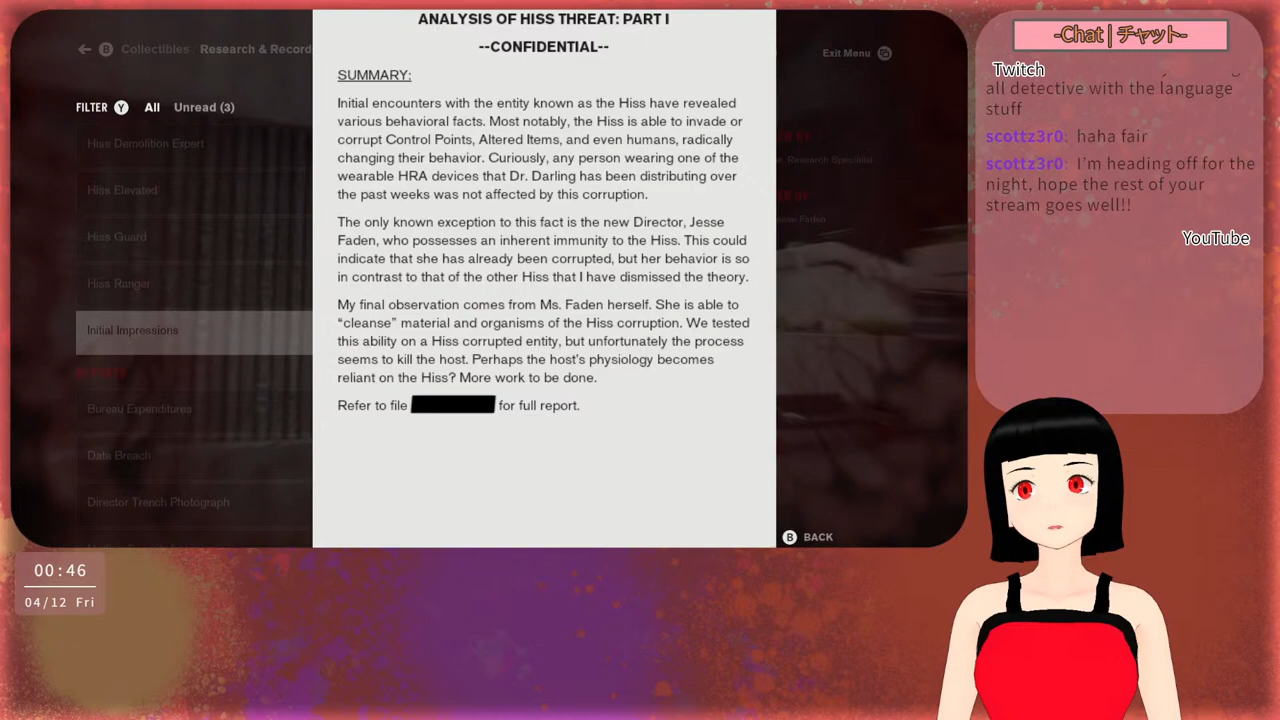 ANALYSIS OF HISS THREAT: PART I
--CONFIDENTIAL--
SUMMARY:
Initial encounters with the entity known as the Hiss have revealed
various behavioral facts. Most notably, the Hiss is able to invade or
corrupt Control Points, Altered Items, and even humans, radically
changing their behavior. Curiously, any person wearing one of the
wearable HRA devices that Dr. Darling has been distributing over
the past weeks was not affected by this corruption.
The only known exception to this fact is the new Director, Jesse
Faden, who possesses an inherent immunity to the Hiss. This could
indicate that she has already been corrupted, but her behavior is so
in contrast to that of the other Hiss that I have dismissed the theory.
My final observation comes from Ms. Faden herself. She is able to
“cleanse” material and organisms of the Hiss corruption. We tested
this ability on a Hiss corrupted entity, but unfortunately the process
seems to kill the host. Perhaps the host's physiology becomes
reliant on the Hiss? More work to be done.
Refer to file for full report.
B Collectibles Research & Record
Exit Menu
FILTER Y All Unread (3)
Hiss Demolition Expert
Hiss Elevated
Hiss Guard
Hiss Ranger
Initial Impressions
Bureau Expenditures
Data Breach
Director Trench Photograph
Research Specialist
Faden
B BACK
-Chat | チャット-
Twitch
all detective with the language
stuff
scottz3r0: haha fair
scottz3r0: I'm heading off for the
night, hope the rest of your
stream goes well!!
YouTube
00:46
04/12 Fri